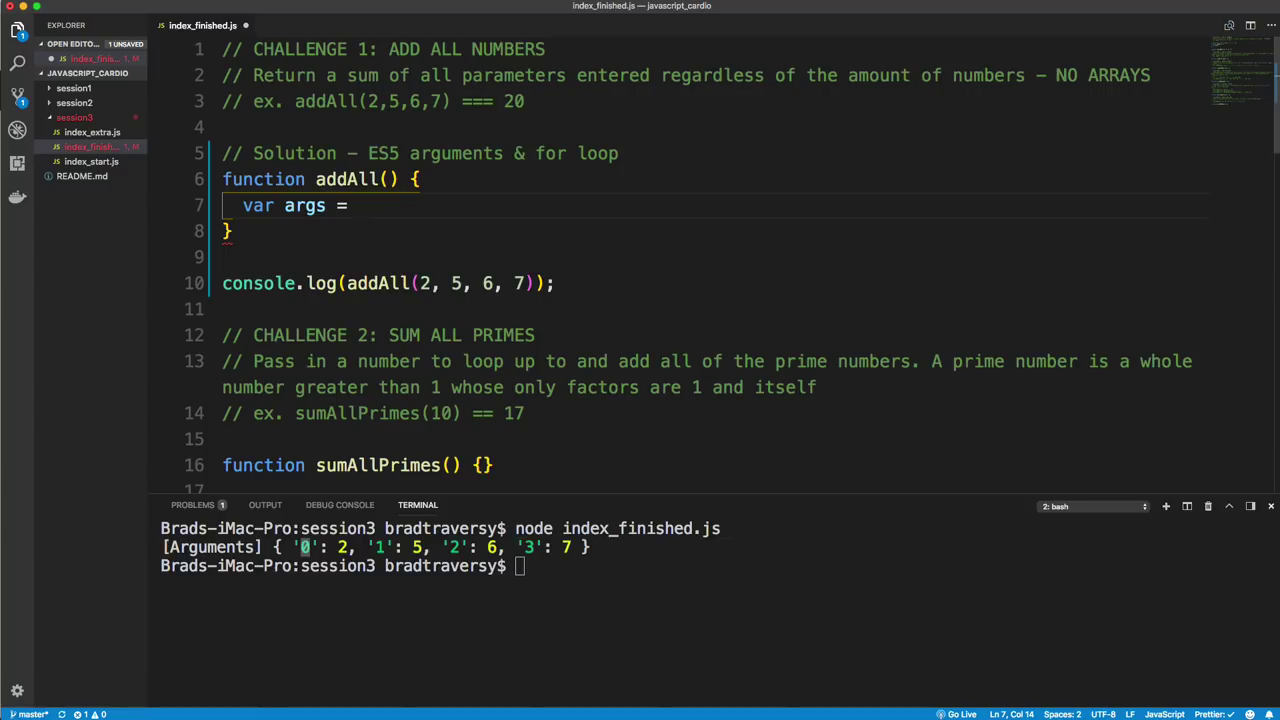 index_finished.js — javascript_cardio
EXPLORER
OPEN EDITO... 1 UNSAVED
JS index_finis... 1, M
JAVASCRIPT_CARDIO
session1
session2
session3
JS index_extra.js
JS index_finish... 1, M
JS index_start.js
README.md
1
1
JS index_finished.js
1 // CHALLENGE 1: ADD ALL NUMBERS
2 // Return a sum of all parameters entered regardless of the amount of numbers - NO ARRAYS
3 // ex. addAll(2,5,6,7) === 20
4
5 // Solution - ES5 arguments & for loop
6 function addAll() {
7 var args =
8 }
9
10 console.log(addAll(2, 5, 6, 7));
11
12 // CHALLENGE 2: SUM ALL PRIMES
13 // Pass in a number to loop up to and add all of the prime numbers. A prime number is a whole
number greater than 1 whose only factors are 1 and itself
14 // ex. sumAllPrimes(10) == 17
15
16 function sumAllPrimes() {}
17
PROBLEMS 1 OUTPUT DEBUG CONSOLE TERMINAL 2: bash
Brads-iMac-Pro:session3 bradtraversy$ node index_finished.js
[Arguments] { '0': 2, '1': 5, '2': 6, '3': 7 }
Brads-iMac-Pro:session3 bradtraversy$
master* 1 0 Go Live Ln 7, Col 14 Spaces: 2 UTF-8 LF JavaScript Prettier: ✓